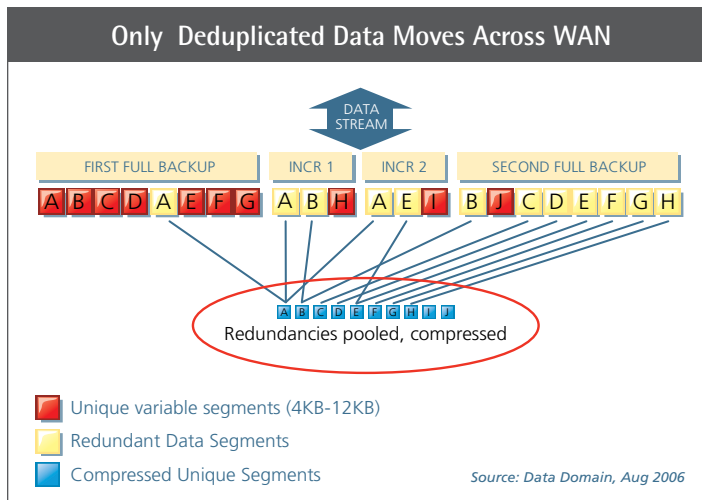 Only Deduplicated Data Moves Across WAN
DATA
STREAM
FIRST FULL BACKUP INCR 1 INCR 2 SECOND FULL BACKUP
A B C D A E F G A B H A E I B J C D E F G H
A B C D E F G H I J
Redundancies pooled, compressed
Unique variable segments (4KB-12KB)
Redundant Data Segments
Compressed Unique Segments
Source: Data Domain, Aug 2006